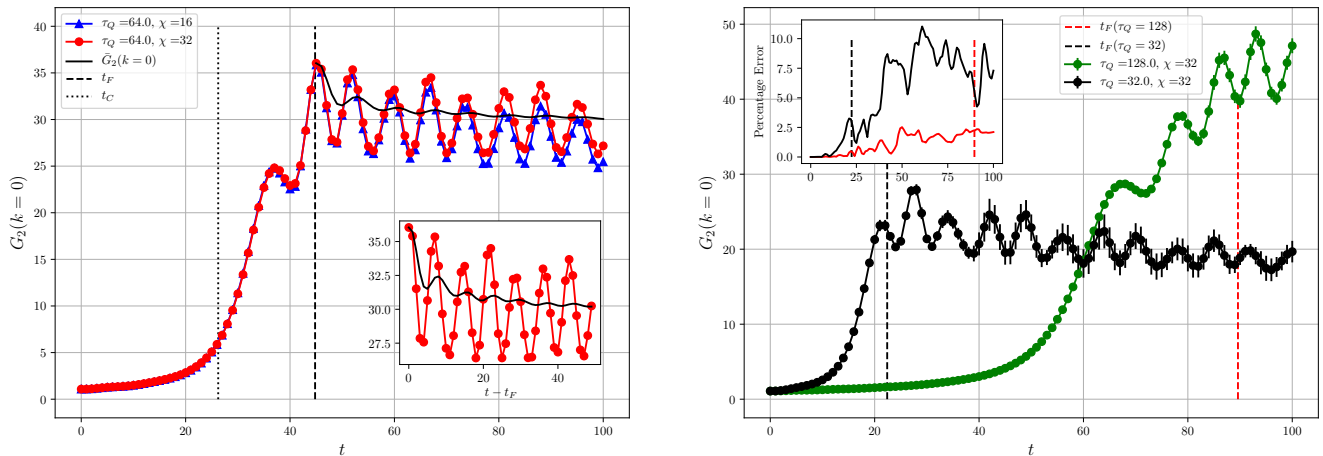 τ_Q =64.0, χ =16
τ_Q =64.0, χ =32
Ḡ_2(k = 0)
t_F
t_C
G_2(k = 0)
40
35
30
25
20
15
10
5
0
0 20 40 60 80 100
t
35.0
32.5
30.0
27.5
0 20 40
t − t_F
t_F(τ_Q = 128)
t_F(τ_Q = 32)
τ_Q =128.0, χ =32
τ_Q =32.0, χ =32
Percentage Error
10.0
7.5
5.0
2.5
0.0
0 25 50 75 100
G_2(k = 0)
50
40
30
20
10
0
0 20 40 60 80 100
t